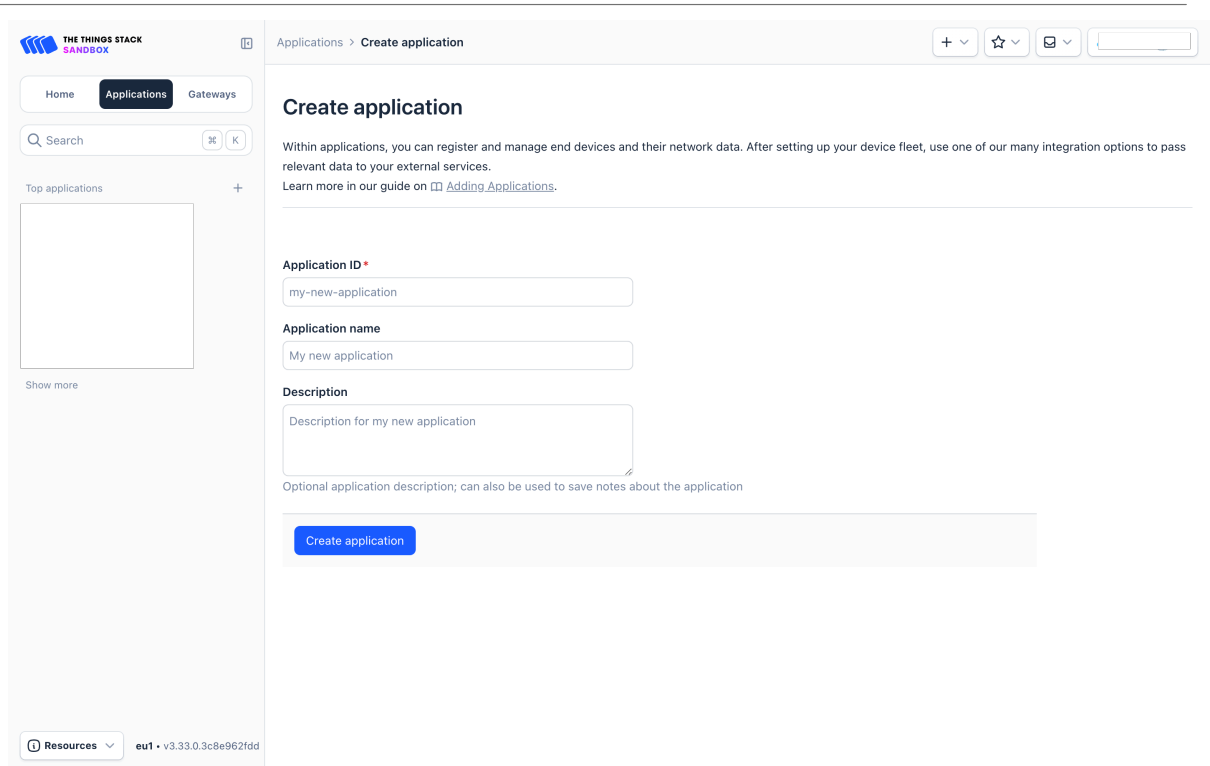 THE THINGS STACK
SANDBOX
Applications > Create application
Home
Applications
Gateways
Search
⌘ K
Top applications
Show more
Create application
Within applications, you can register and manage end devices and their network data. After setting up your device fleet, use one of our many integration options to pass
relevant data to your external services.
Learn more in our guide on Adding Applications.
Application ID*
my-new-application
Application name
My new application
Description
Description for my new application
Optional application description; can also be used to save notes about the application
Create application
Resources
eu1 • v3.33.0.3c8e962fdd